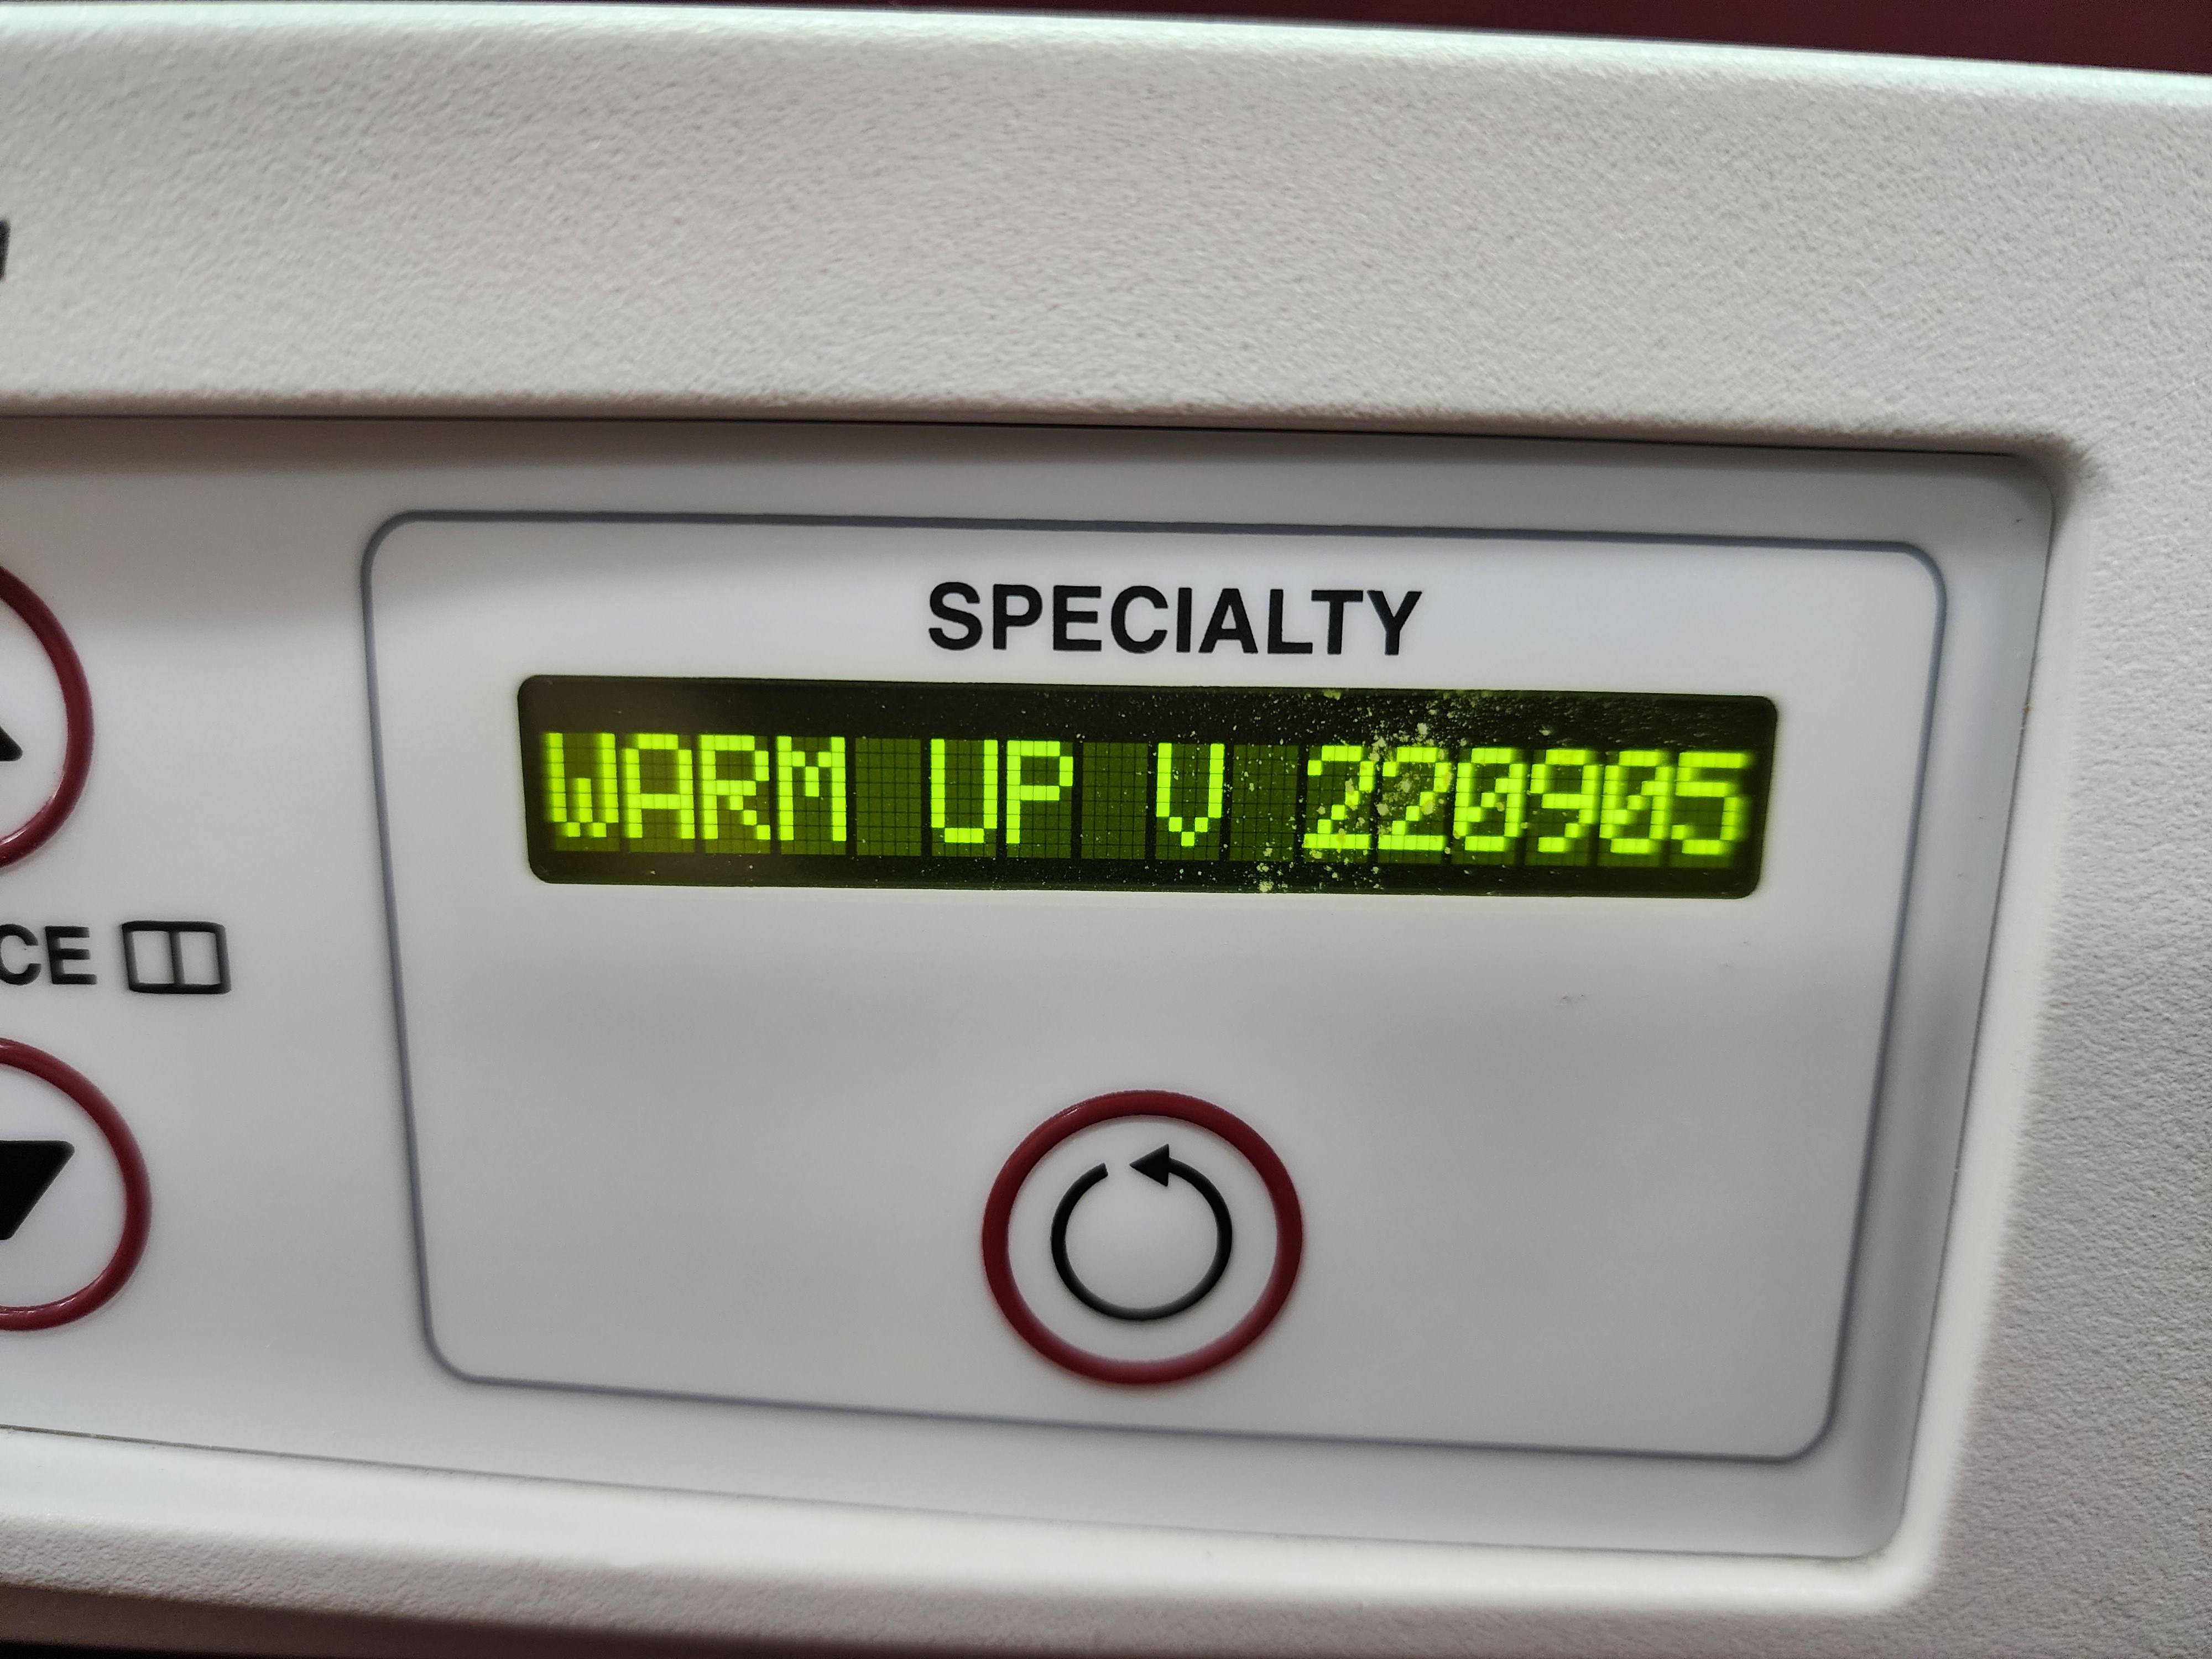 SPECIALTY
WARM UP V 220905
CE